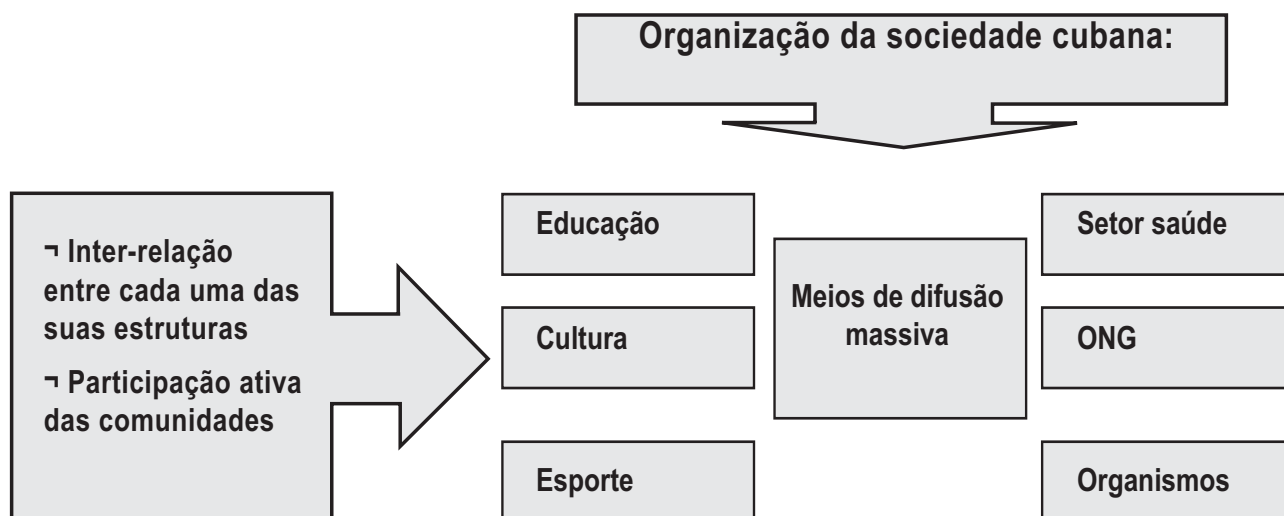 Organização da sociedade cubana:
¬ Inter-relação
entre cada uma das
suas estruturas
¬ Participação ativa
das comunidades
Educação
Cultura
Esporte
Meios de difusão
massiva
Setor saúde
ONG
Organismos